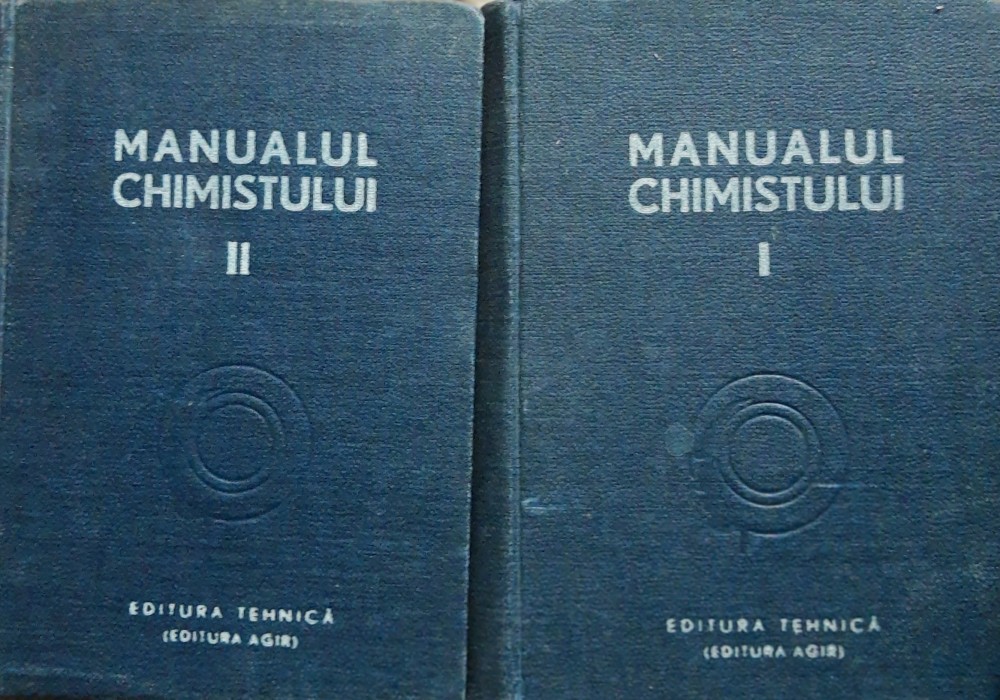 MANUALUL
CHIMISTULUI
II
EDITURA TEHNICĂ
(EDITURA AGIR)
MANUALUL
CHIMISTULUI
I
EDITURA TEHNICĂ
(EDITURA AGIR)